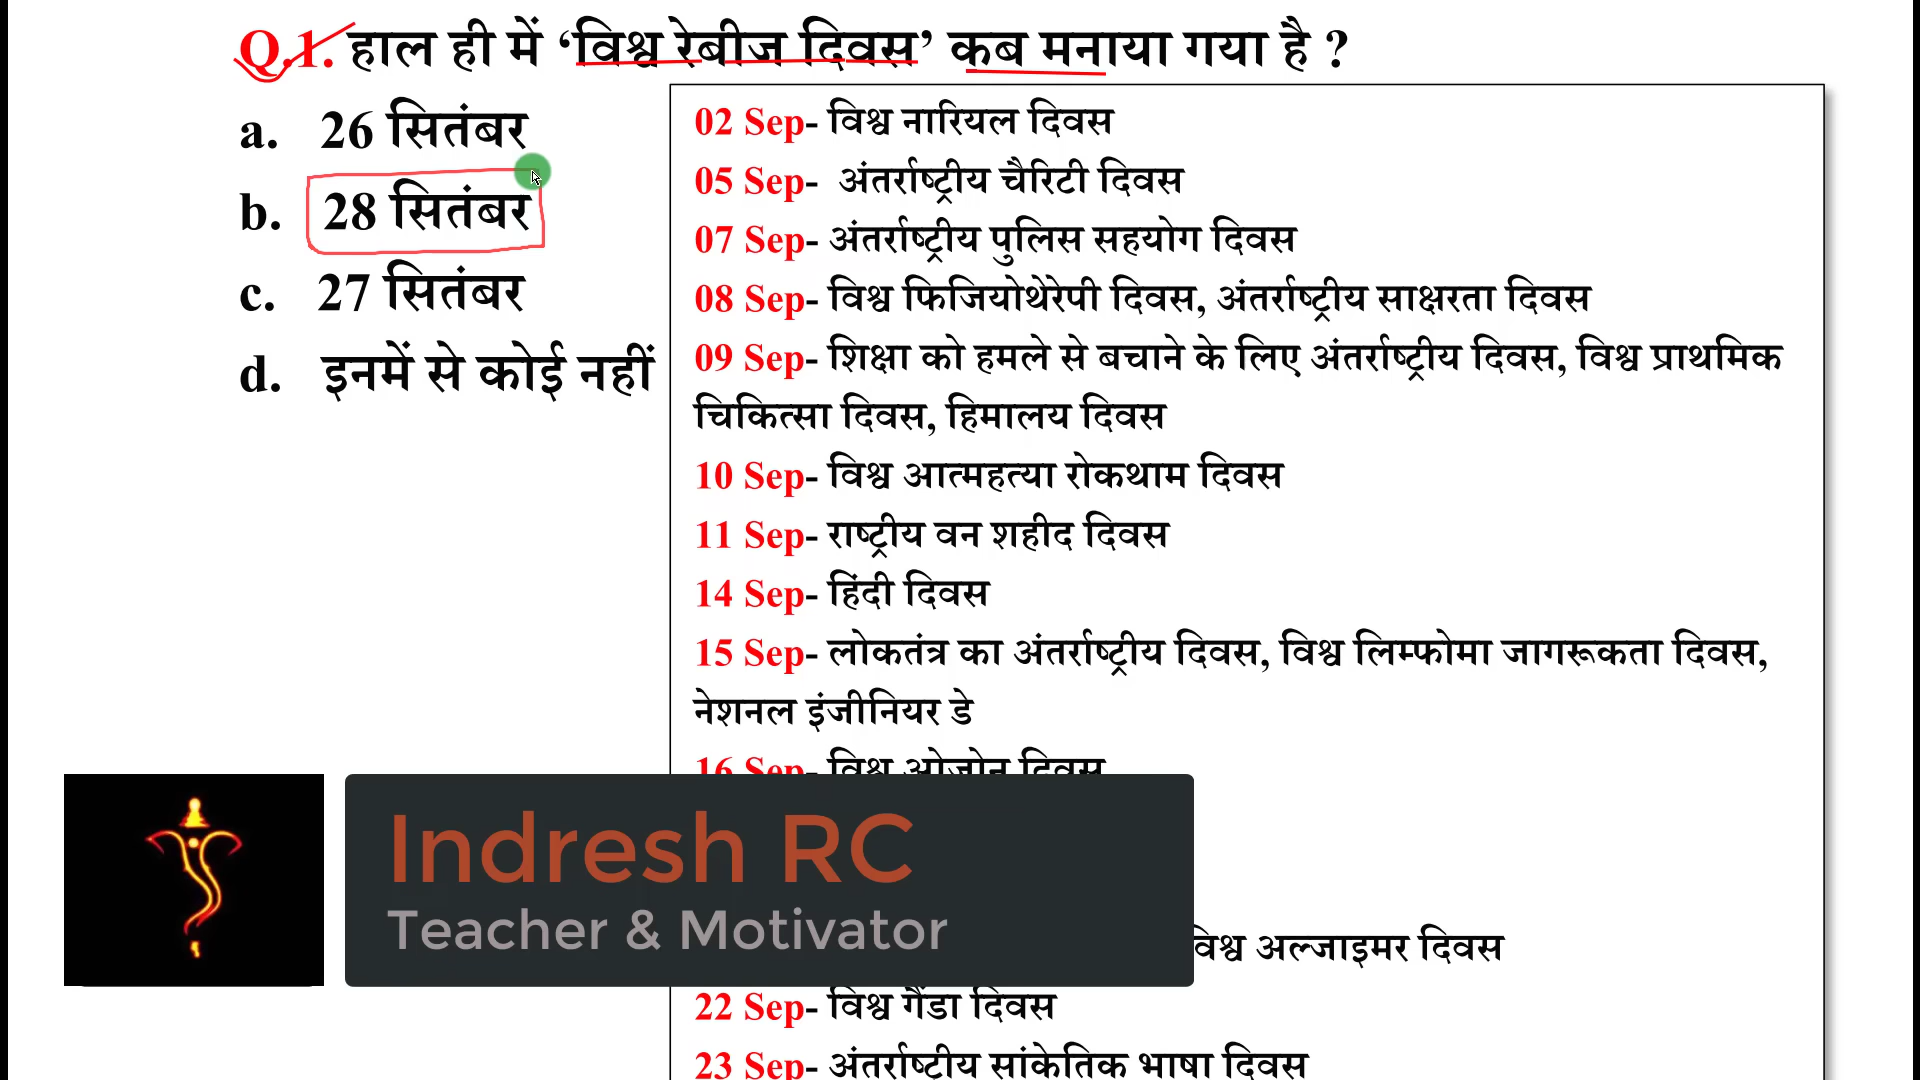 Q.1. हाल ही में ‘विश्व रेबीज दिवस’ कब मनाया गया है ?
a. 26 सितंबर
b. 28 सितंबर
c. 27 सितंबर
d. इनमें से कोई नहीं
02 Sep- विश्व नारियल दिवस
05 Sep- अंतर्राष्ट्रीय चैरिटी दिवस
07 Sep- अंतर्राष्ट्रीय पुलिस सहयोग दिवस
08 Sep- विश्व फिजियोथेरेपी दिवस, अंतर्राष्ट्रीय साक्षरता दिवस
09 Sep- शिक्षा को हमले से बचाने के लिए अंतर्राष्ट्रीय दिवस, विश्व प्राथमिक
चिकित्सा दिवस, हिमालय दिवस
10 Sep- विश्व आत्महत्या रोकथाम दिवस
11 Sep- राष्ट्रीय वन शहीद दिवस
14 Sep- हिंदी दिवस
15 Sep- लोकतंत्र का अंतर्राष्ट्रीय दिवस, विश्व लिम्फोमा जागरूकता दिवस,
नेशनल इंजीनियर डे
16 Sep- विश्व ओजोन दिवस
विश्व अल्जाइमर दिवस
22 Sep- विश्व गैंडा दिवस
23 Sep- अंतर्राष्ट्रीय सांकेतिक भाषा दिवस
Indresh RC
Teacher & Motivator